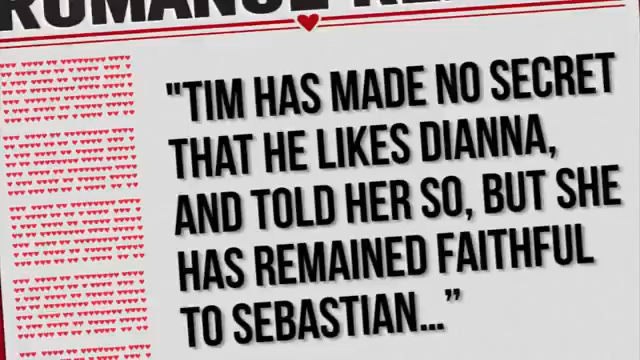 ROMANCE
"TIM HAS MADE NO SECRET
THAT HE LIKES DIANNA,
AND TOLD HER SO, BUT SHE
HAS REMAINED FAITHFUL
TO SEBASTIAN..."